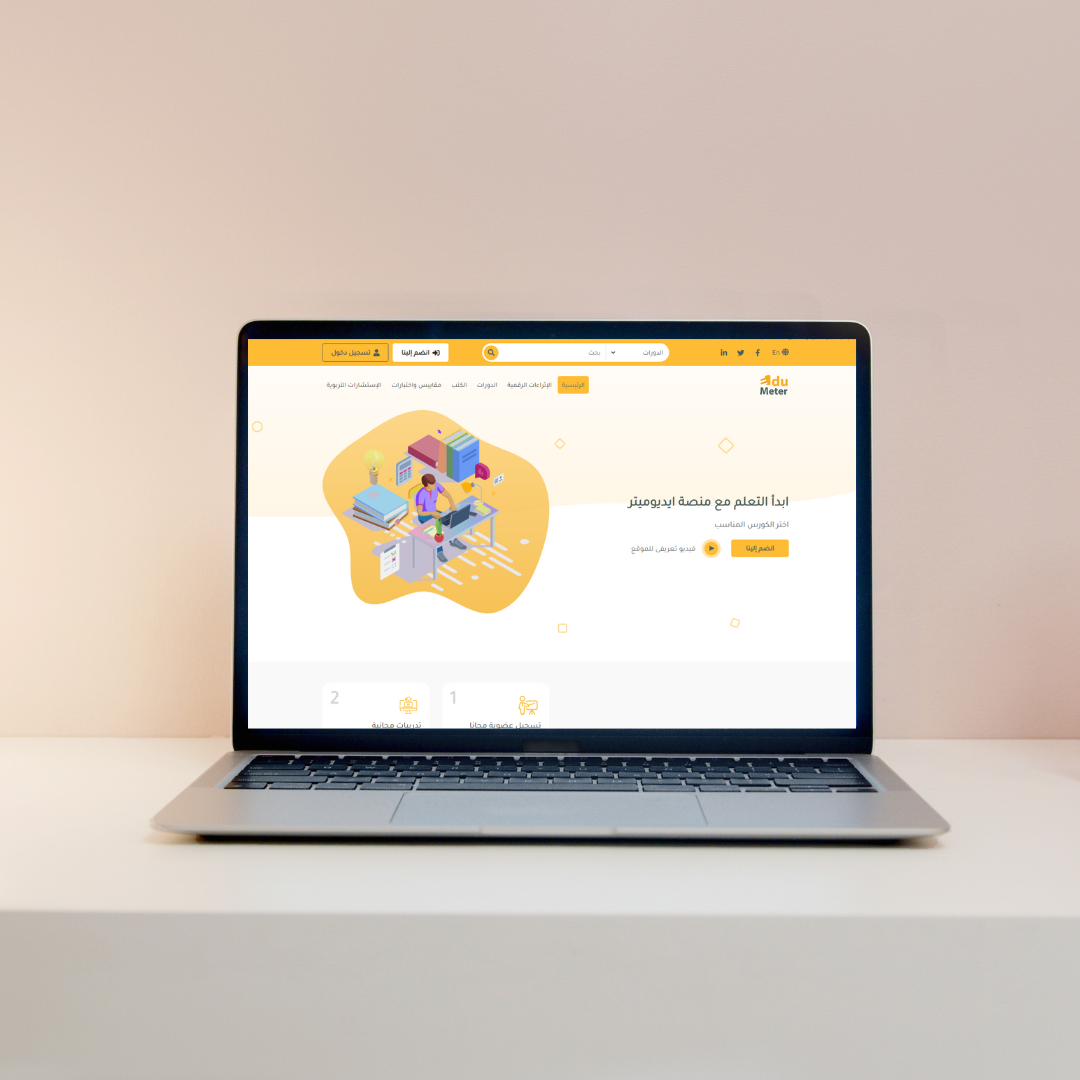 En
الدورات
بحث
انضم إلينا
تسجيل دخول
du
Meter
الرئيسية
الإثراءات الرقمية
الدورات
الكتب
مقاييس واختبارات
الإستشارات التربوية
ابدأ التعلم مع منصة ايديوميتر
اختر الكورس المناسب
انضم إلينا
فيديو تعريفي للموقع
1
تسجيل عضوية مجانا
2
تدريبات مجانية